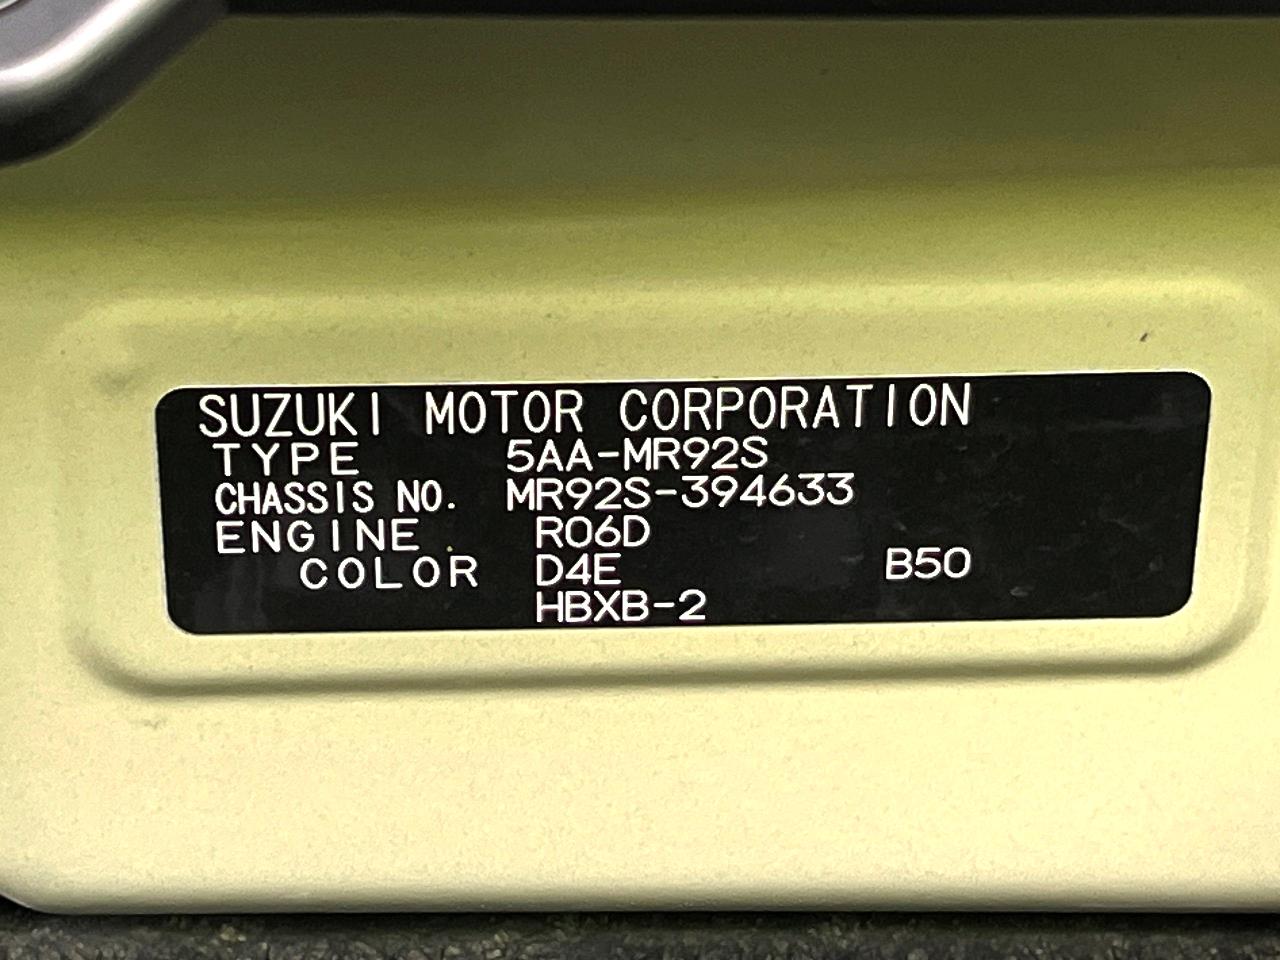 SUZUKI MOTOR CORPORATION
TYPE 5AA-MR92S
CHASSIS NO. MR92S-394633
ENGINE R06D
COLOR D4E B50
HBXB-2